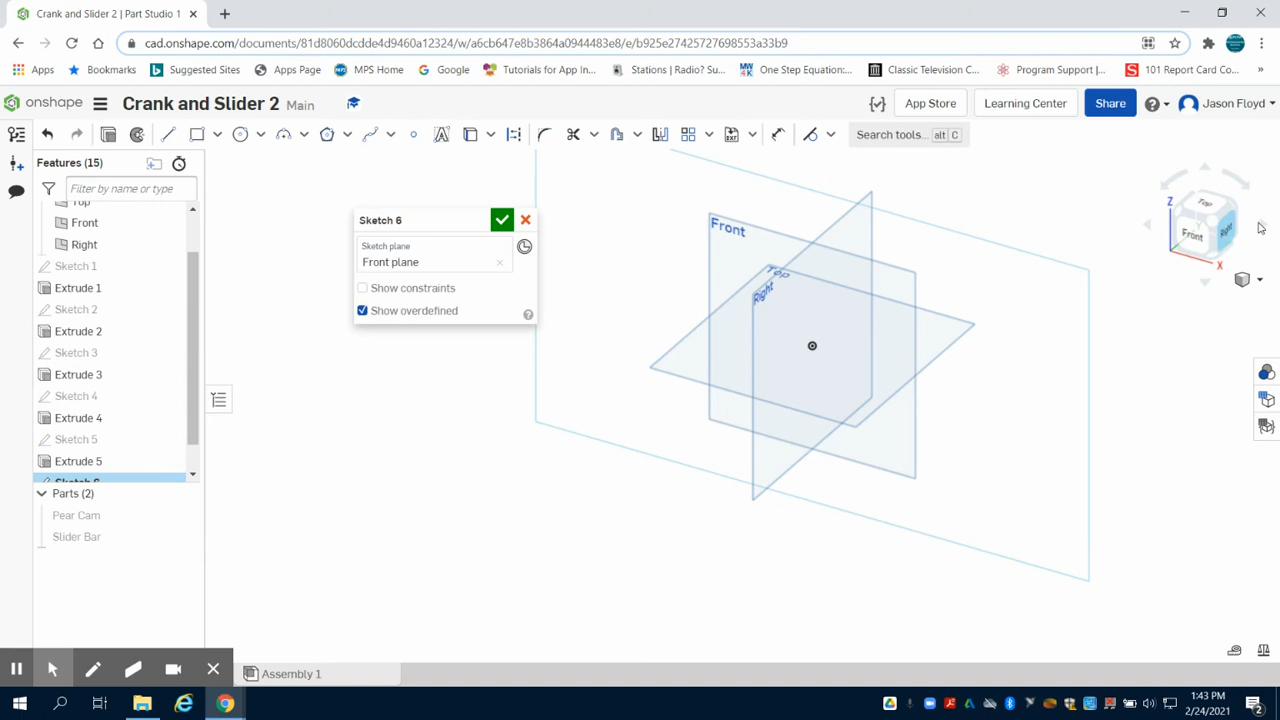 Crank and Slider 2 | Part Studio 1
cad.onshape.com/documents/81d8060dcdde4d9460a12324/w/a6cb647e8b3864a0944483e8/e/b925e27425727698553a33b9
Apps
Bookmarks
Suggested Sites
Apps Page
MPS Home
Google
Tutorials for App In...
Stations | Radio? Su...
One Step Equation:...
Classic Television C...
Program Support |...
101 Report Card Co...
»
onshape
Crank and Slider 2 Main
App Store
Learning Center
Share
Jason Floyd
Search tools... alt C
Features (15)
Filter by name or type
Top
Front
Right
Sketch 1
Extrude 1
Sketch 2
Extrude 2
Sketch 3
Extrude 3
Sketch 4
Extrude 4
Sketch 5
Extrude 5
Sketch 6
Parts (2)
Pear Cam
Slider Bar
Sketch 6
Sketch plane
Front plane
Show constraints
Show overdefined
Front
Top
Right
Top
Front
Right
Z
X
Assembly 1
1:43 PM
2/24/2021
2